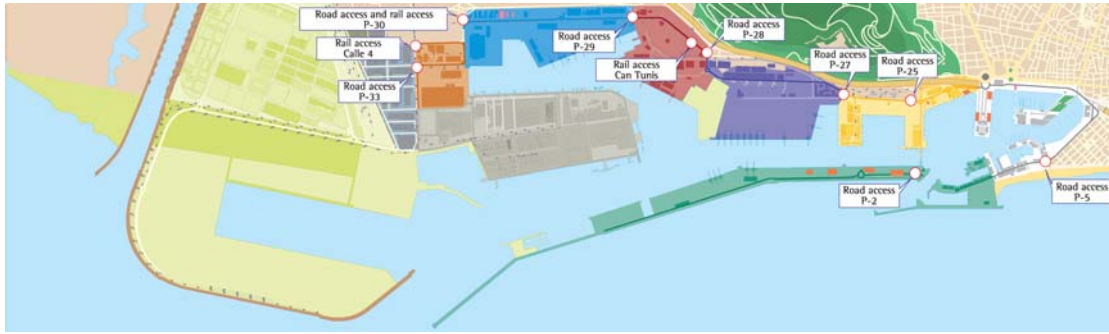 Road access and rail access
P-30
Rail access
Calle 4
Road access
P-33
Road access
P-29
Rail access
Can Tunis
Road access
P-28
Road access
P-27
Road access
P-25
Road access
P-2
Road access
P-5